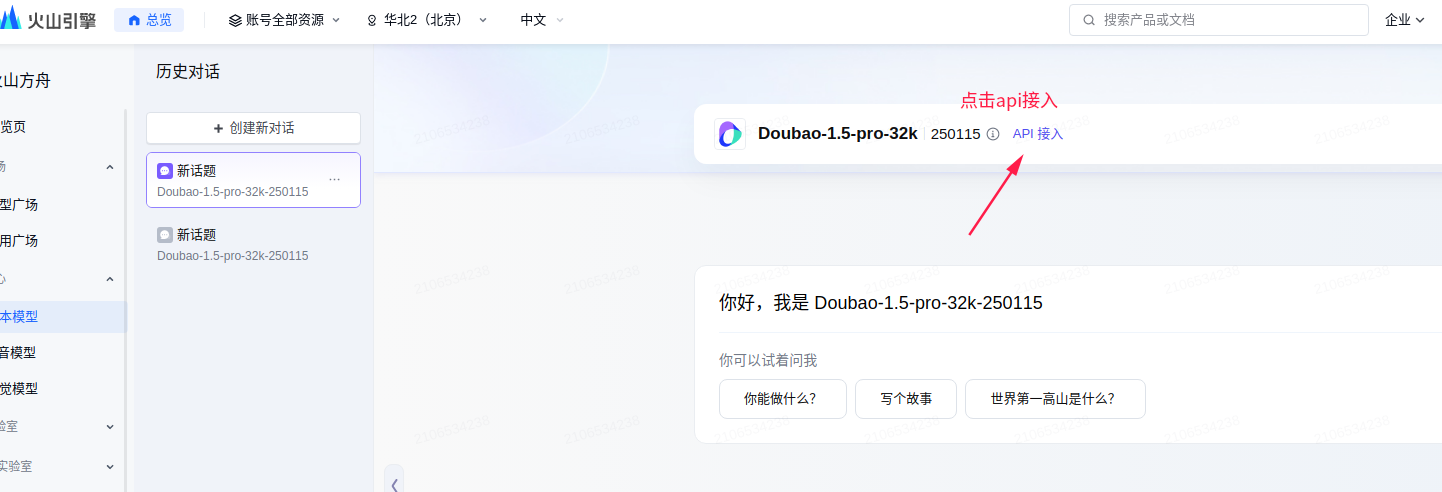 火山引擎
总览
账号全部资源
华北2（北京）
中文
搜索产品或文档
企业
火山方舟
览页
场
型广场
用广场
心
本模型
音模型
觉模型
验室
实验室
历史对话
+ 创建新对话
新话题
Doubao-1.5-pro-32k-250115
新话题
Doubao-1.5-pro-32k-250115
点击api接入
Doubao-1.5-pro-32k
250115
API 接入
你好，我是 Doubao-1.5-pro-32k-250115
你可以试着问我
你能做什么？
写个故事
世界第一高山是什么？
2106534238